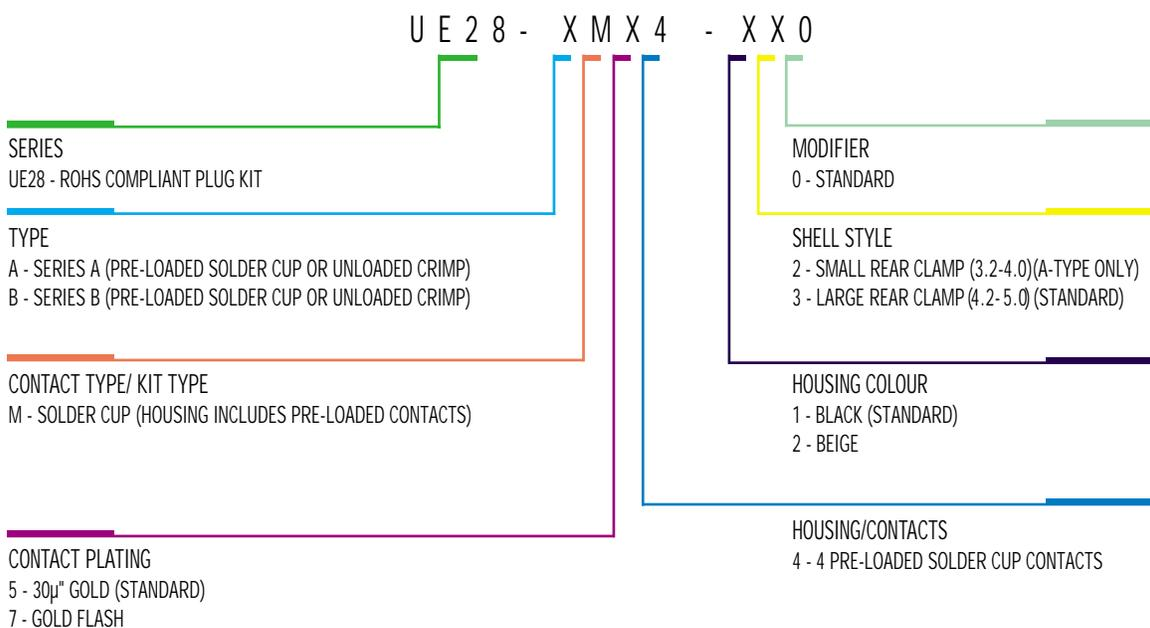 UE28- XMX4 - XX0
SERIES
UE28 - ROHS COMPLIANT PLUG KIT
TYPE
A - SERIES A (PRE-LOADED SOLDER CUP OR UNLOADED CRIMP)
B - SERIES B (PRE-LOADED SOLDER CUP OR UNLOADED CRIMP)
CONTACT TYPE/ KIT TYPE
M - SOLDER CUP (HOUSING INCLUDES PRE-LOADED CONTACTS)
CONTACT PLATING
5 - 30µ" GOLD (STANDARD)
7 - GOLD FLASH
MODIFIER
0 - STANDARD
SHELL STYLE
2 - SMALL REAR CLAMP (3.2-4.0)(A-TYPE ONLY)
3 - LARGE REAR CLAMP (4.2-5.0) (STANDARD)
HOUSING COLOUR
1 - BLACK (STANDARD)
2 - BEIGE
HOUSING/CONTACTS
4 - 4 PRE-LOADED SOLDER CUP CONTACTS